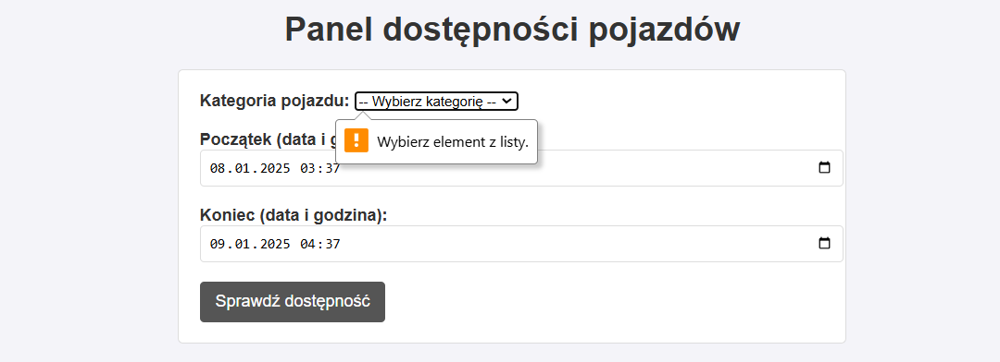 Panel dostępności pojazdów
Kategoria pojazdu: -- Wybierz kategorię --
Wybierz element z listy.
Początek (data i g
08.01.2025 03:37
Koniec (data i godzina):
09.01.2025 04:37
Sprawdź dostępność